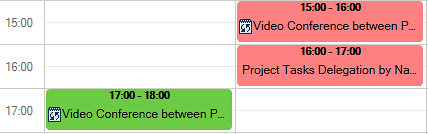 15:00
15:00 - 16:00
Video Conference between P...
16:00
16:00 - 17:00
Project Tasks Delegation by Na...
17:00
17:00 - 18:00
Video Conference between P...